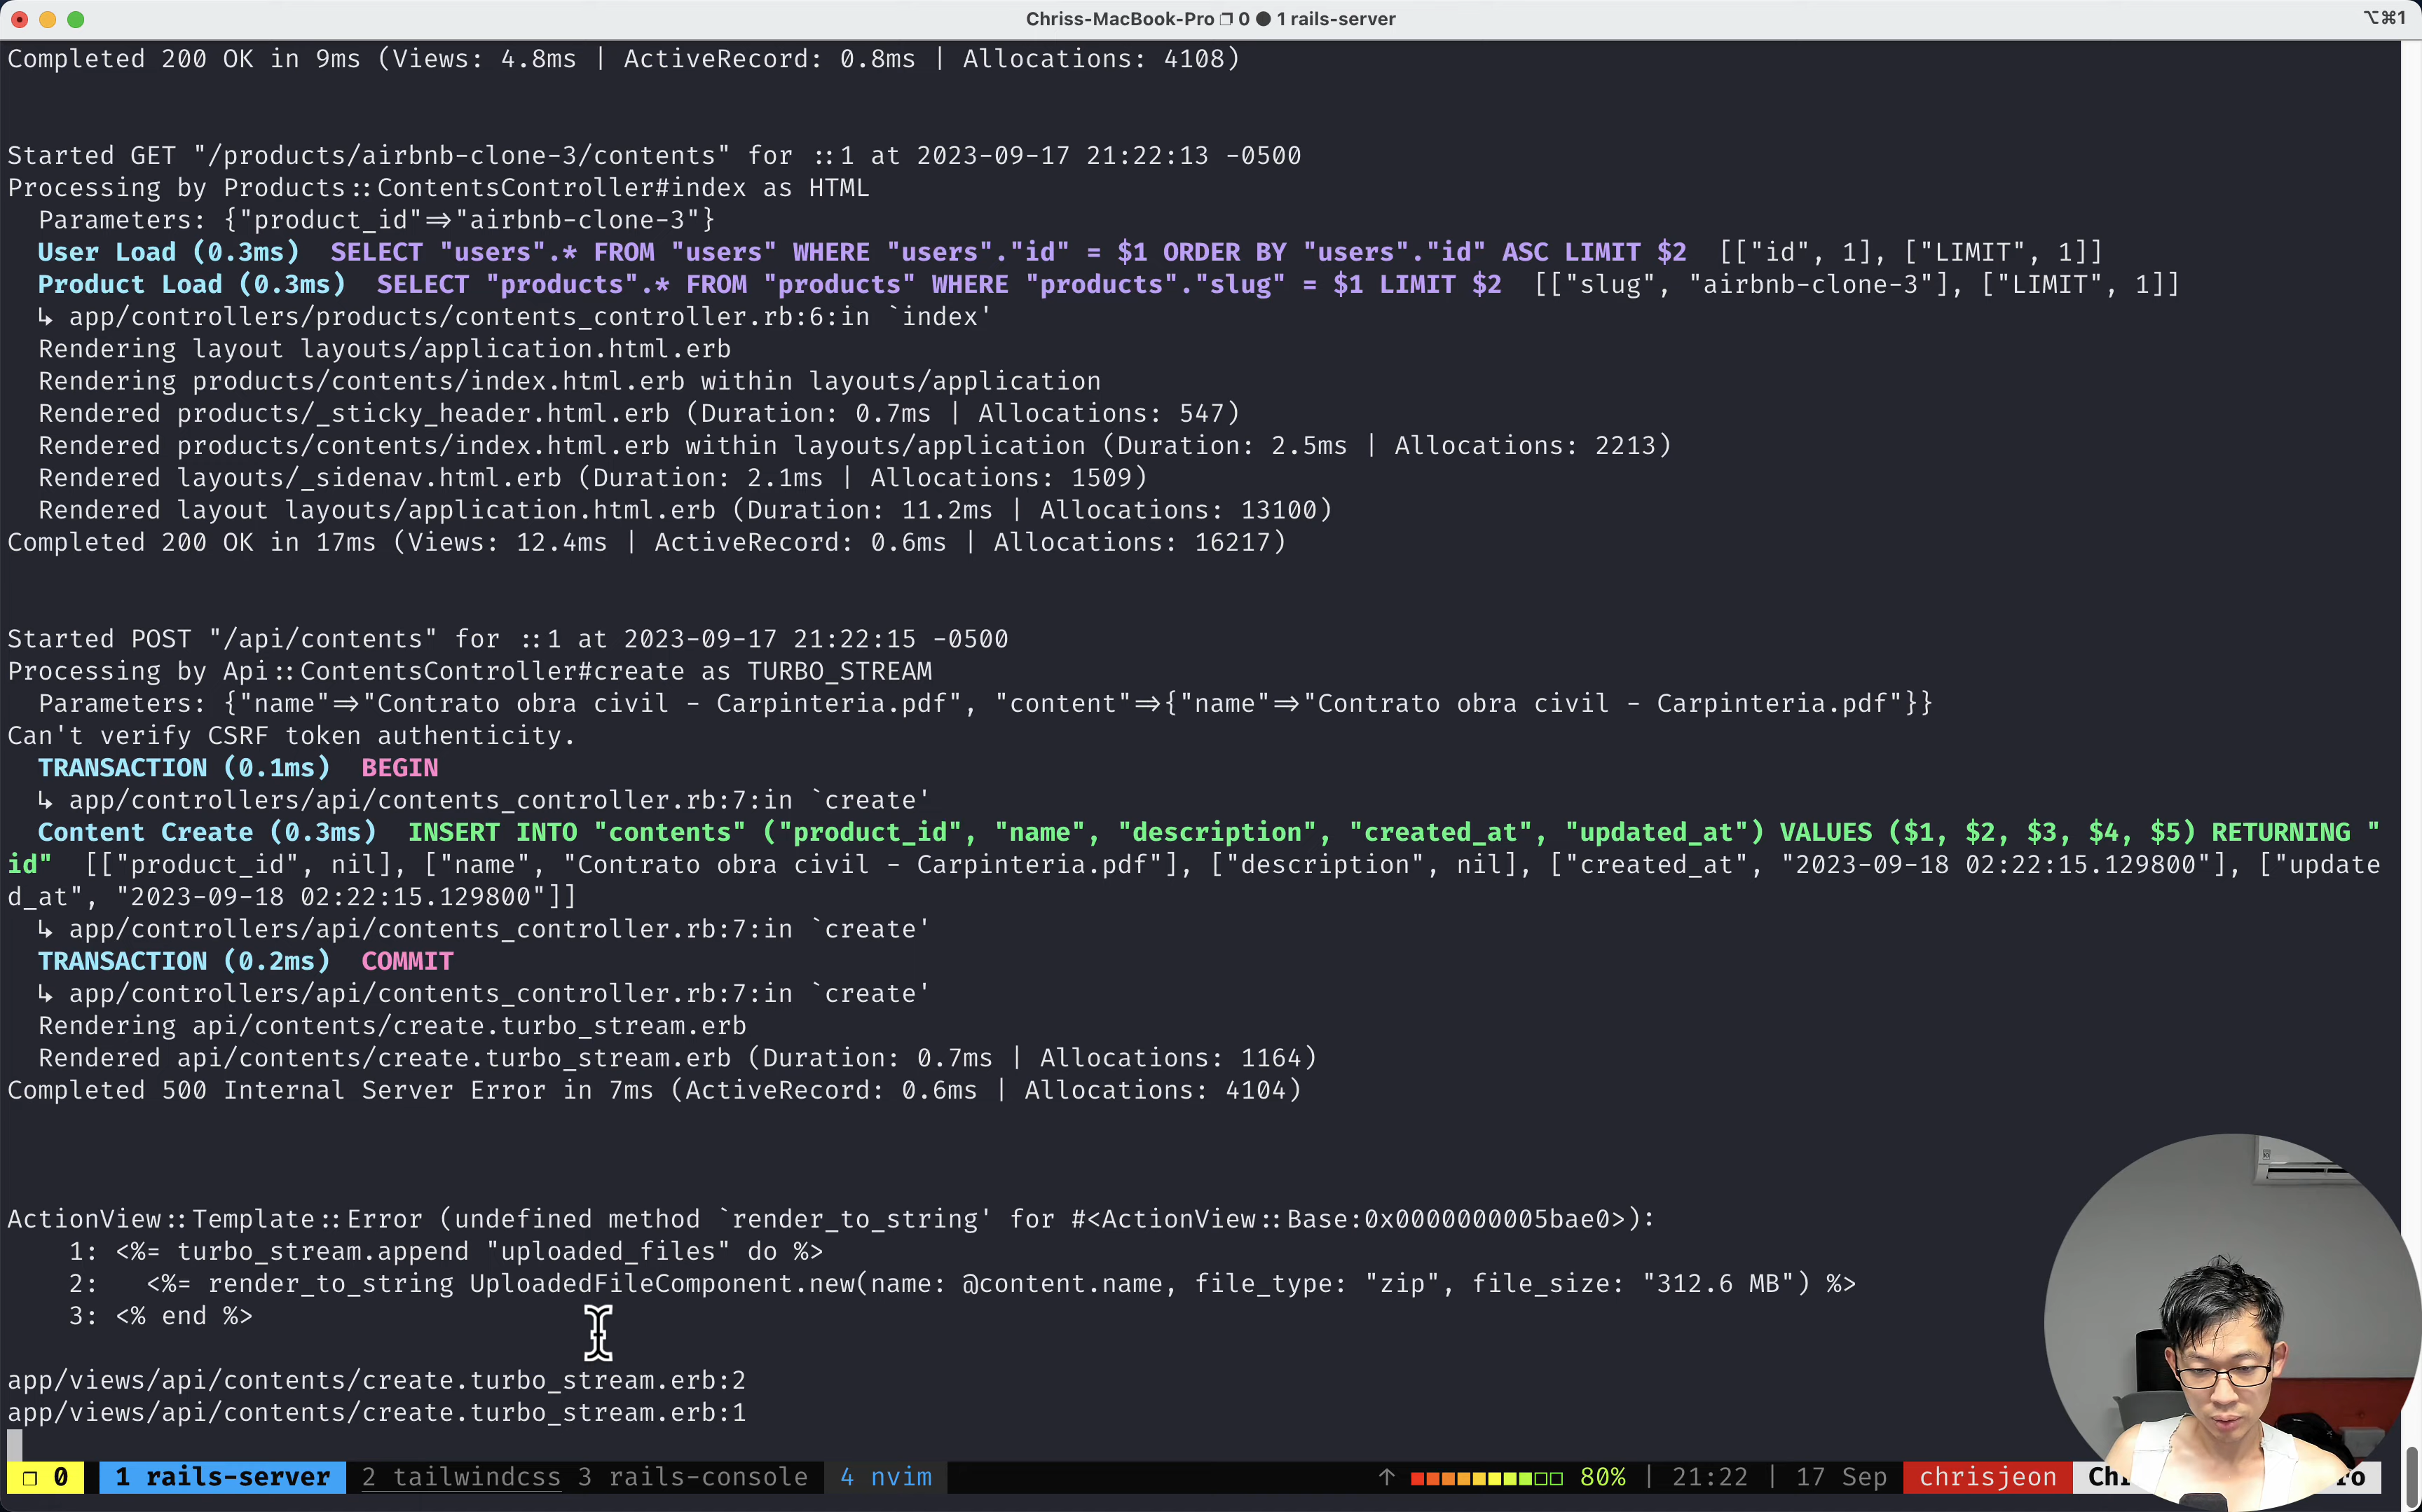 Chriss-MacBook-Pro ❐ 0 ● 1 rails-server
⌥⌘1
Completed 200 OK in 9ms (Views: 4.8ms | ActiveRecord: 0.8ms | Allocations: 4108)
Started GET "/products/airbnb-clone-3/contents" for ::1 at 2023-09-17 21:22:13 -0500
Processing by Products::ContentsController#index as HTML
Parameters: {"product_id"=>"airbnb-clone-3"}
User Load (0.3ms) SELECT "users".* FROM "users" WHERE "users"."id" = $1 ORDER BY "users"."id" ASC LIMIT $2 [["id", 1], ["LIMIT", 1]]
Product Load (0.3ms) SELECT "products".* FROM "products" WHERE "products"."slug" = $1 LIMIT $2 [["slug", "airbnb-clone-3"], ["LIMIT", 1]]
↳ app/controllers/products/contents_controller.rb:6:in `index'
Rendering layout layouts/application.html.erb
Rendering products/contents/index.html.erb within layouts/application
Rendered products/_sticky_header.html.erb (Duration: 0.7ms | Allocations: 547)
Rendered products/contents/index.html.erb within layouts/application (Duration: 2.5ms | Allocations: 2213)
Rendered layouts/_sidenav.html.erb (Duration: 2.1ms | Allocations: 1509)
Rendered layout layouts/application.html.erb (Duration: 11.2ms | Allocations: 13100)
Completed 200 OK in 17ms (Views: 12.4ms | ActiveRecord: 0.6ms | Allocations: 16217)
Started POST "/api/contents" for ::1 at 2023-09-17 21:22:15 -0500
Processing by Api::ContentsController#create as TURBO_STREAM
Parameters: {"name"=>"Contrato obra civil - Carpinteria.pdf", "content"=>{"name"=>"Contrato obra civil - Carpinteria.pdf"}}
Can't verify CSRF token authenticity.
TRANSACTION (0.1ms) BEGIN
↳ app/controllers/api/contents_controller.rb:7:in `create'
Content Create (0.3ms) INSERT INTO "contents" ("product_id", "name", "description", "created_at", "updated_at") VALUES ($1, $2, $3, $4, $5) RETURNING "
id" [["product_id", nil], ["name", "Contrato obra civil - Carpinteria.pdf"], ["description", nil], ["created_at", "2023-09-18 02:22:15.129800"], ["update
d_at", "2023-09-18 02:22:15.129800"]]
↳ app/controllers/api/contents_controller.rb:7:in `create'
TRANSACTION (0.2ms) COMMIT
↳ app/controllers/api/contents_controller.rb:7:in `create'
Rendering api/contents/create.turbo_stream.erb
Rendered api/contents/create.turbo_stream.erb (Duration: 0.7ms | Allocations: 1164)
Completed 500 Internal Server Error in 7ms (ActiveRecord: 0.6ms | Allocations: 4104)
ActionView::Template::Error (undefined method `render_to_string' for #<ActionView::Base:0x0000000005bae0>):
1: <%= turbo_stream.append "uploaded_files" do %>
2: <%= render_to_string UploadedFileComponent.new(name: @content.name, file_type: "zip", file_size: "312.6 MB") %>
3: <% end %>
app/views/api/contents/create.turbo_stream.erb:2
app/views/api/contents/create.turbo_stream.erb:1
❐ 0 1 rails-server 2 tailwindcss 3 rails-console 4 nvim ↑ 80% | 21:22 | 17 Sep chrisjeon